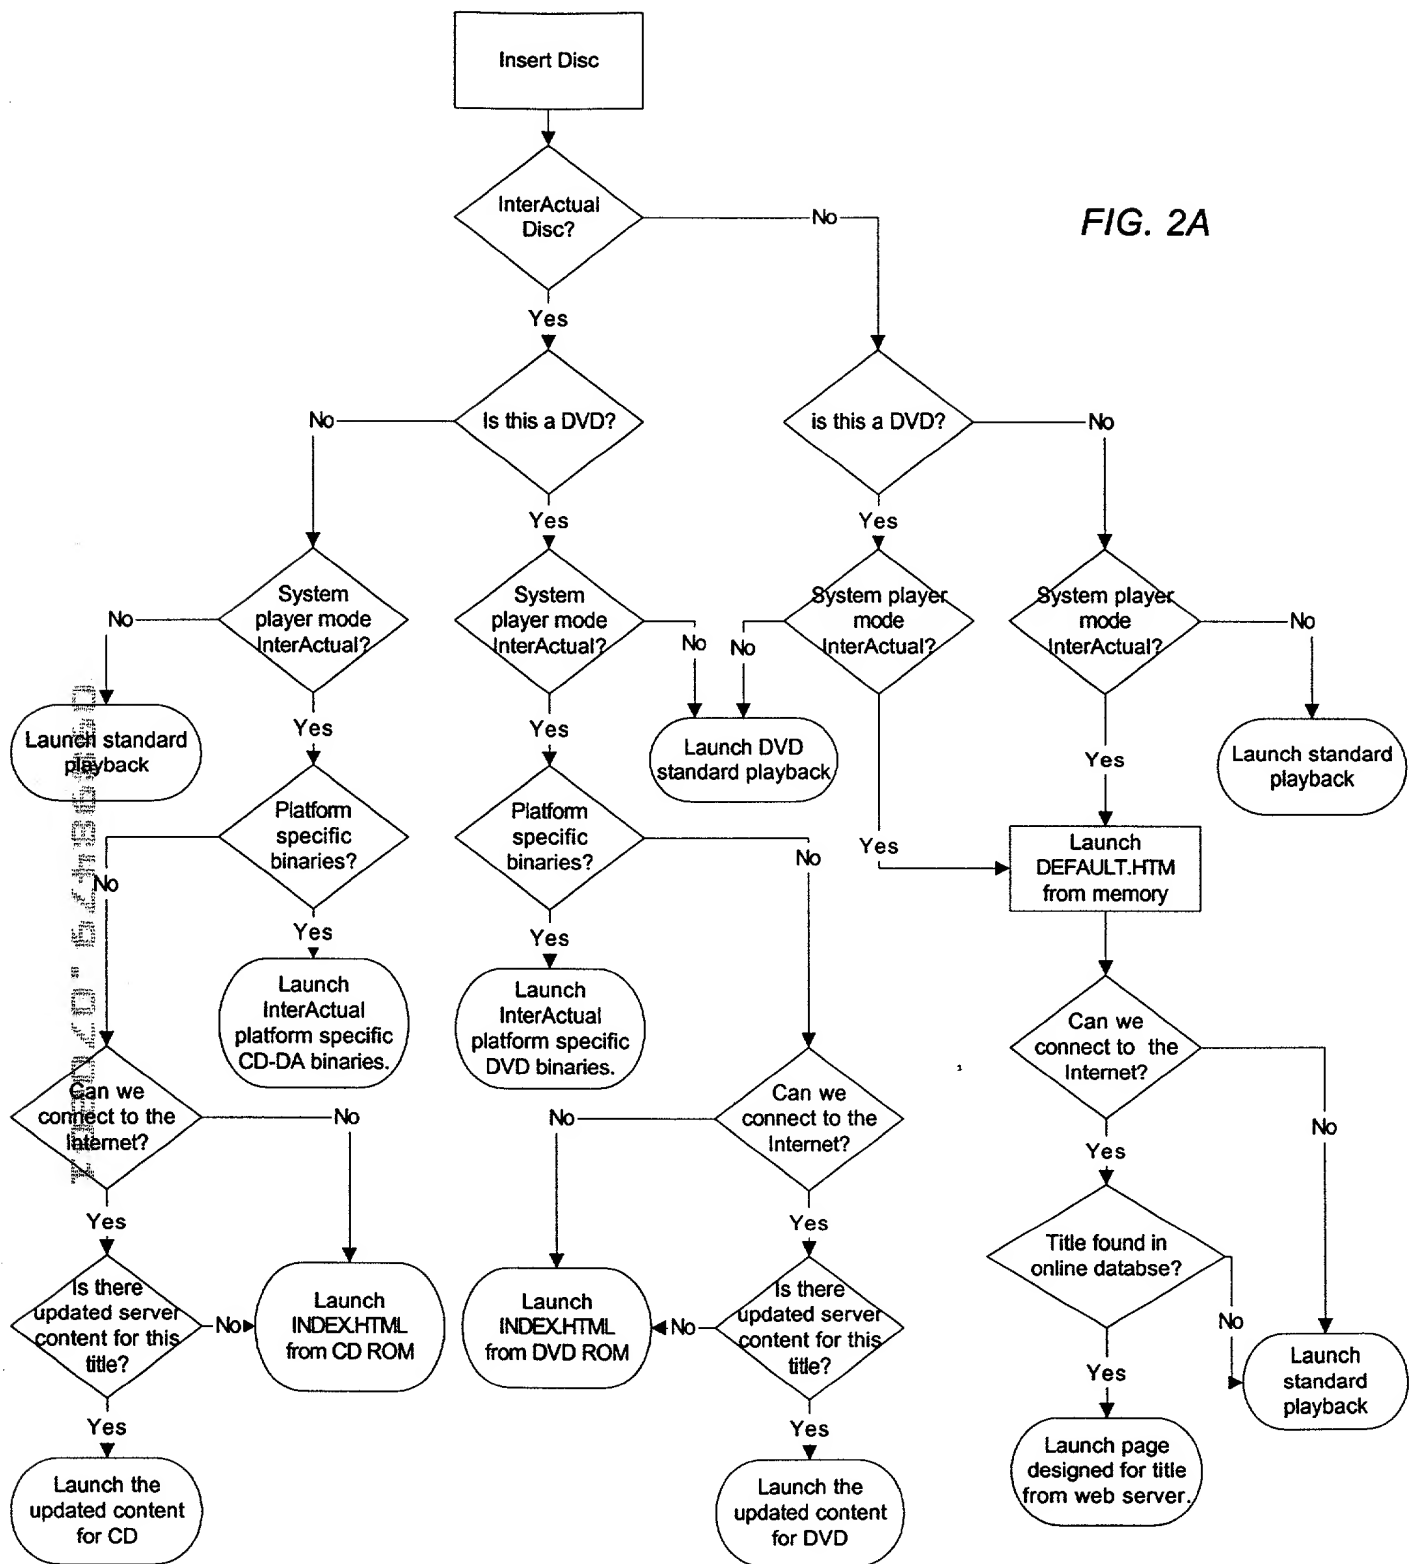 Insert Disc
InterActual
Disc?
No
FIG. 2A
Yes
No
Is this a DVD?
is this a DVD?
No
Yes
Yes
System
player mode
InterActual?
System
player mode
InterActual?
System player
mode
InterActual?
System player
mode
InterActual?
No
No
No
No
Launch standard
playback
Yes
Yes
Launch DVD
standard playback
Yes
Launch standard
playback
Platform
specific
binaries?
Platform
specific
binaries?
Yes
Launch
DEFAULT.HTM
from memory
No
No
Yes
Yes
Launch
InterActual
platform specific
CD-DA binaries.
Launch
InterActual
platform specific
DVD binaries.
Can we
connect to the
Internet?
Can we
connect to the
Internet?
No
No
Can we
connect to the
Internet?
No
Yes
Yes
Yes
Is there
updated server
content for this
title?
No
Launch
INDEX.HTML
from CD ROM
Launch
INDEX.HTML
from DVD ROM
No
Is there
updated server
content for this
title?
Title found in
online databse?
No
Yes
Yes
Yes
Launch
standard
playback
Launch the
updated content
for CD
Launch the
updated content
for DVD
Launch page
designed for title
from web server.